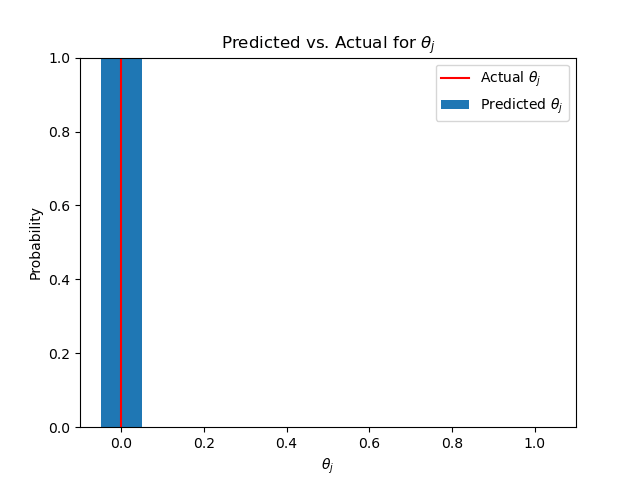 Predicted vs. Actual for θj
1.0
0.8
0.6
0.4
0.2
0.0
Probability
Actual θj
Predicted θj
0.0 0.2 0.4 0.6 0.8 1.0
θj